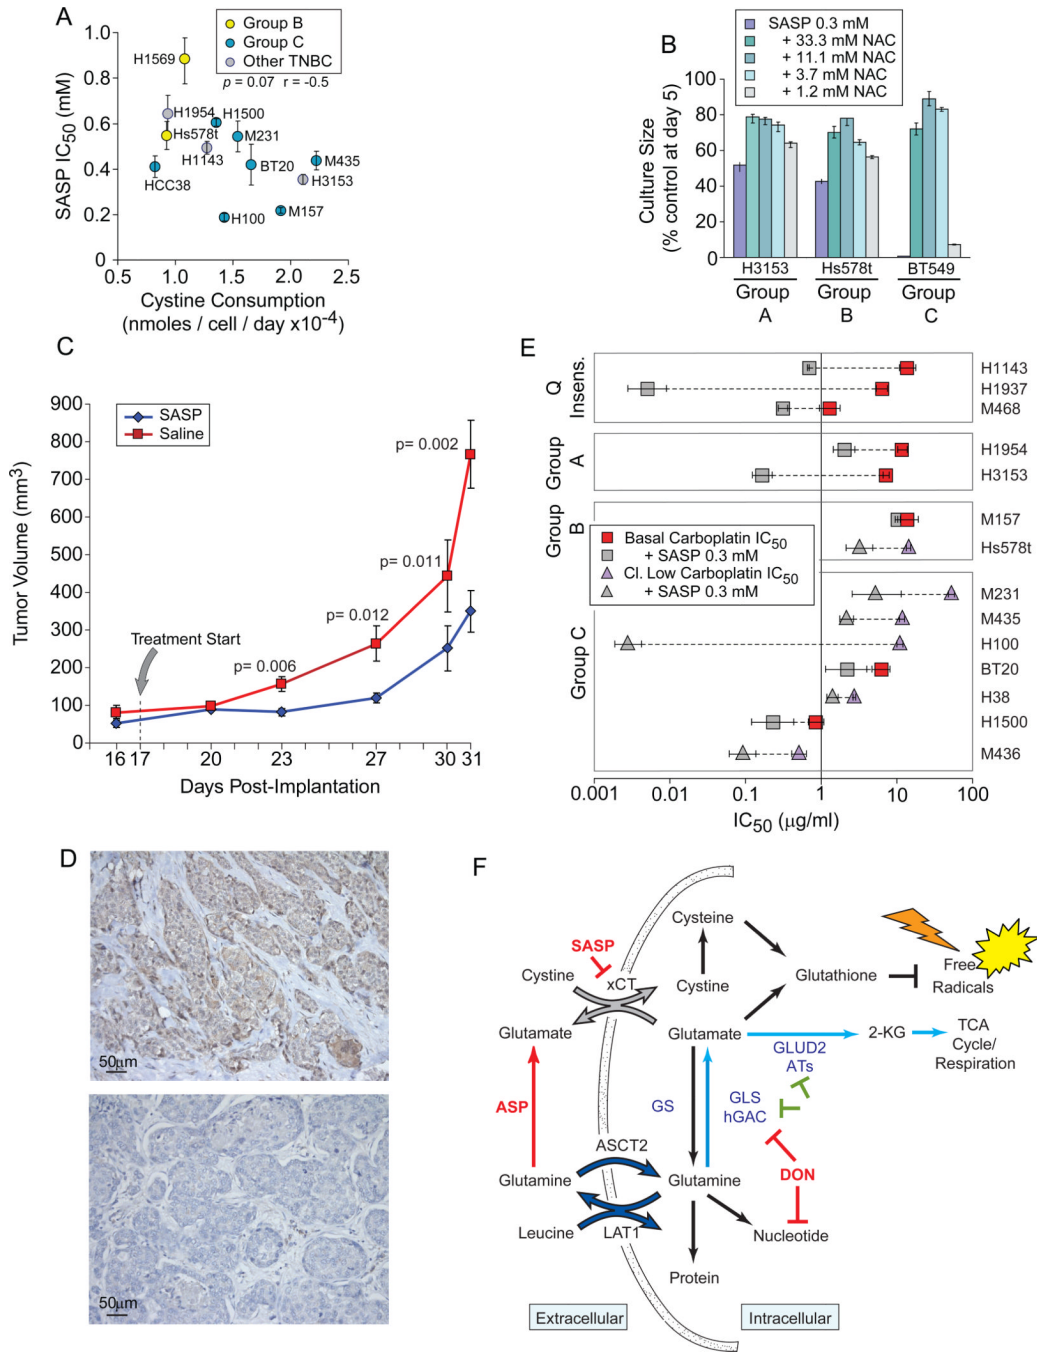 A
Group B
Group C
Other TNBC
p = 0.07 r = -0.5
SASP IC50 (mM)
1.0
0.8
0.6
0.4
0.2
0
H1569
H1954
H1500
Hs578t
M231
H1143
BT20
M435
HCC38
H3153
H100
M157
0.5 1.0 1.5 2.0 2.5
Cystine Consumption
(nmoles / cell / day x10-4)
B
SASP 0.3 mM
+ 33.3 mM NAC
+ 11.1 mM NAC
+ 3.7 mM NAC
+ 1.2 mM NAC
Culture Size
(% control at day 5)
100
80
60
40
20
0
H3153 Hs578t BT549
Group Group Group
A B C
C
SASP
Saline
Tumor Volume (mm3)
900
800
700
600
500
400
300
200
100
0
p= 0.002
p= 0.011
p= 0.012
p= 0.006
Treatment Start
16 17 20 23 27 30 31
Days Post-Implantation
E
Q
Insens.
H1143
H1937
M468
Group
A
H1954
H3153
Group
B
M157
Hs578t
Basal Carboplatin IC50
+ SASP 0.3 mM
Cl. Low Carboplatin IC50
+ SASP 0.3 mM
Group C
M231
M435
H100
BT20
H38
H1500
M436
0.001 0.01 0.1 1 10 100
IC50 (μg/ml)
D
50μm
50μm
F
SASP
Cystine
xCT
Glutamate
Cysteine
Cystine
Glutathione
Free
Radicals
Glutamate
2-KG
TCA
Cycle/
Respiration
GLUD2
ATs
GLS
hGAC
GS
ASP
ASCT2
DON
Glutamine
Glutamine
Leucine
LAT1
Nucleotide
Protein
Extracellular
Intracellular